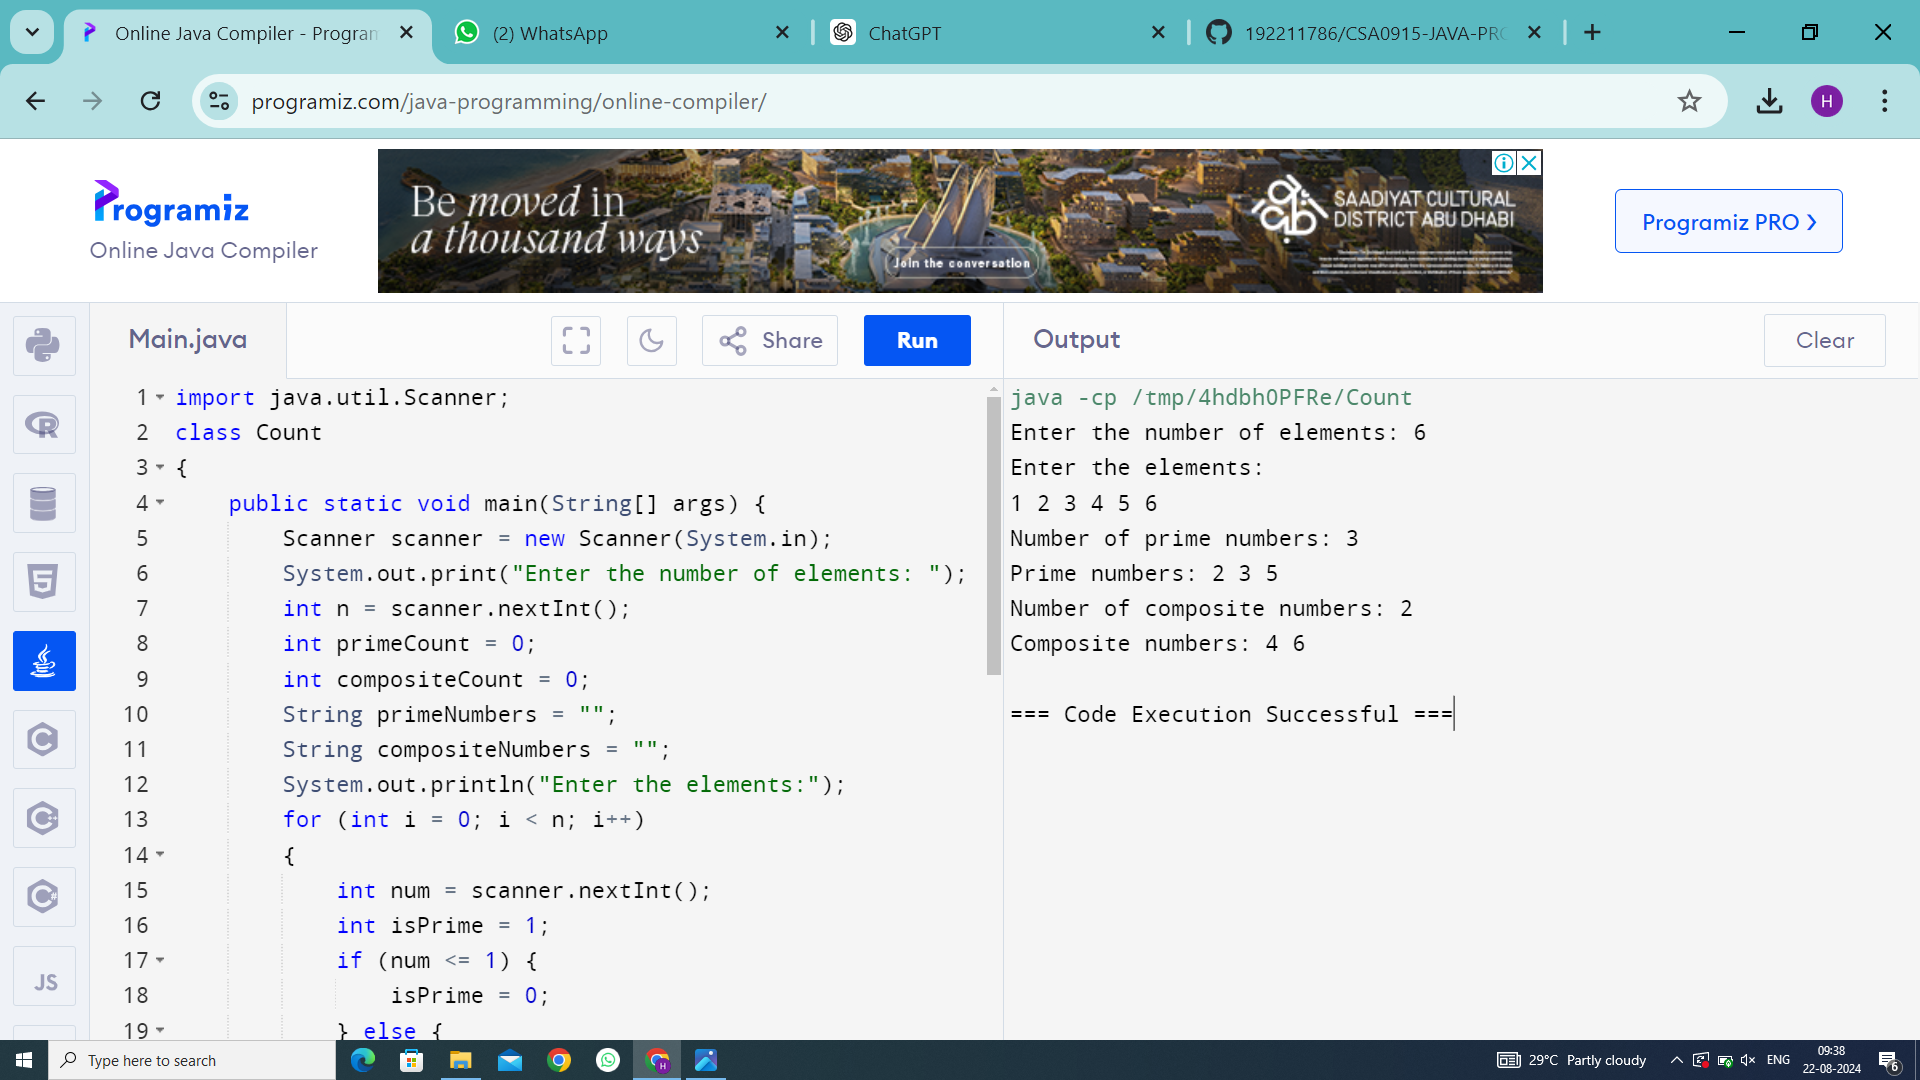 Online Java Compiler - Program
(2) WhatsApp
ChatGPT
192211786/CSA0915-JAVA-PRO
programiz.com/java-programming/online-compiler/
H
Programiz
Online Java Compiler
Be moved in
a thousand ways
Join the conversation
SAADIYAT CULTURAL
DISTRICT ABU DHABI
Programiz PRO
Main.java
Share
Run
Output
Clear
1 import java.util.Scanner;
2 class Count
3 {
4 public static void main(String[] args) {
5 Scanner scanner = new Scanner(System.in);
6 System.out.print("Enter the number of elements: ");
7 int n = scanner.nextInt();
8 int primeCount = 0;
9 int compositeCount = 0;
10 String primeNumbers = "";
11 String compositeNumbers = "";
12 System.out.println("Enter the elements:");
13 for (int i = 0; i < n; i++)
14 {
15 int num = scanner.nextInt();
16 int isPrime = 1;
17 if (num <= 1) {
18 isPrime = 0;
19 } else {
java -cp /tmp/4hdbh0PFRe/Count
Enter the number of elements: 6
Enter the elements:
1 2 3 4 5 6
Number of prime numbers: 3
Prime numbers: 2 3 5
Number of composite numbers: 2
Composite numbers: 4 6
=== Code Execution Successful ===
R
5
C
C++
C#
JS
Type here to search
H
29°C Partly cloudy
ENG
09:38
22-08-2024
6